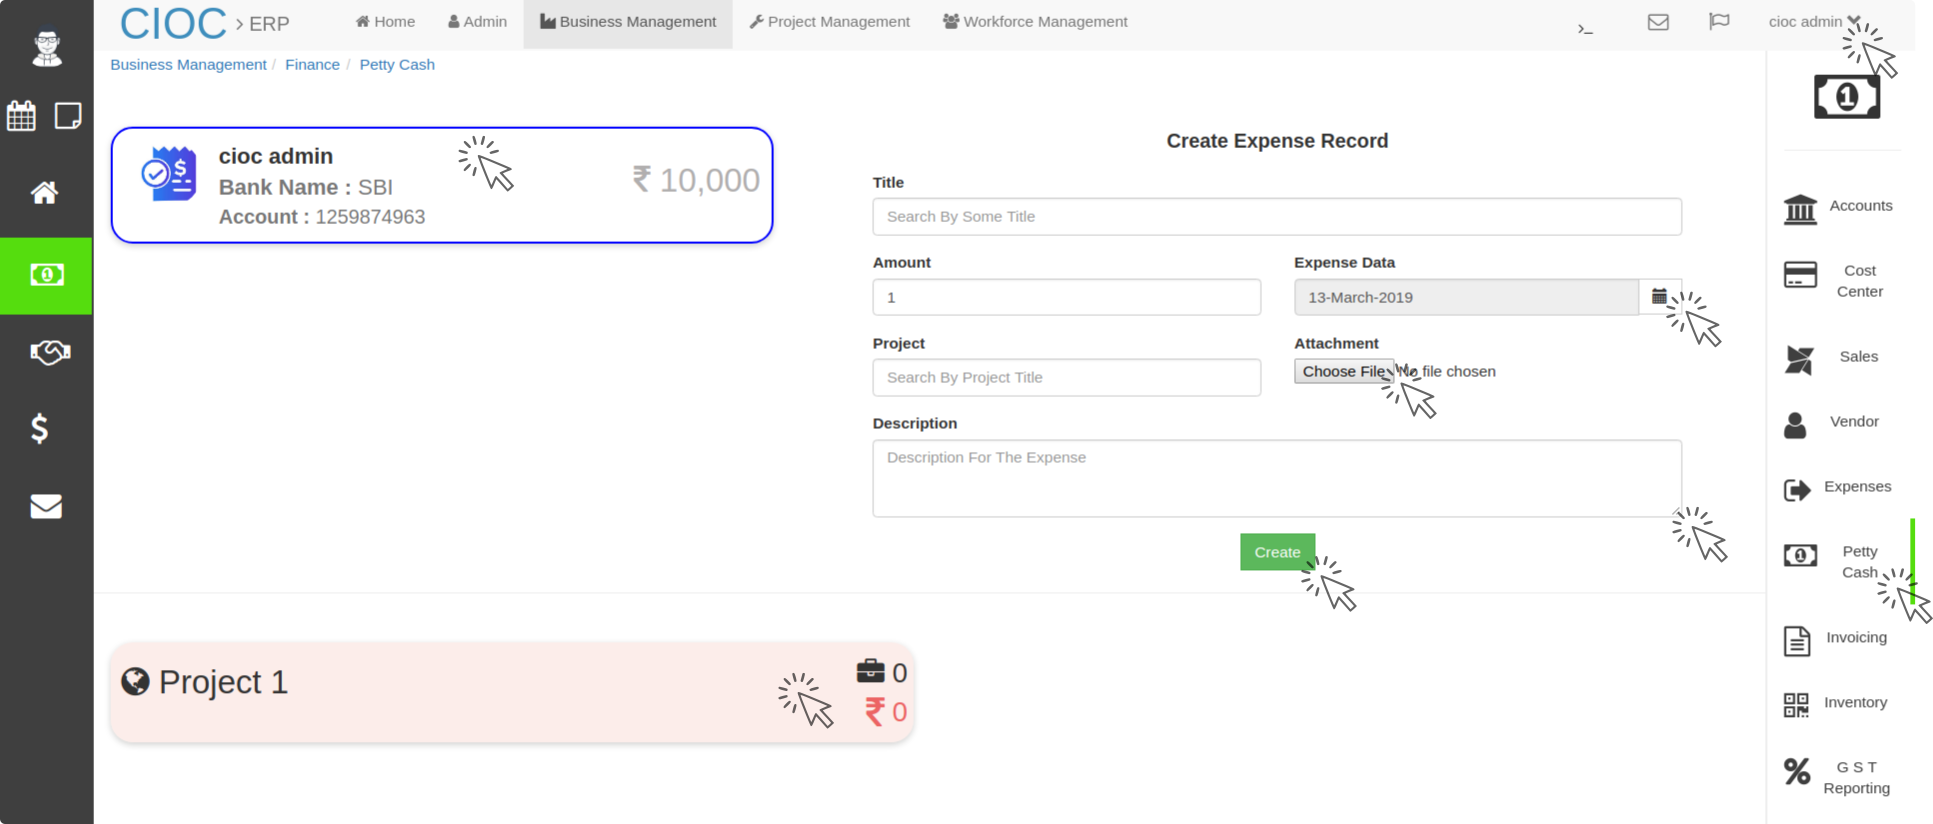 CIOC > ERP
Home
Admin
Business Management
Project Management
Workforce Management
>_
cioc admin
Business Management / Finance / Petty Cash
cioc admin
Bank Name : SBI
Account : 1259874963
₹ 10,000
Create Expense Record
Title
Search By Some Title
Amount
Expense Data
1
13-March-2019
Project
Attachment
Search By Project Title
Choose File No file chosen
Description
Description For The Expense
Create
Project 1
0
₹ 0
Accounts
Cost
Center
Sales
Vendor
Expenses
Petty
Cash
Invoicing
Inventory
G S T
Reporting